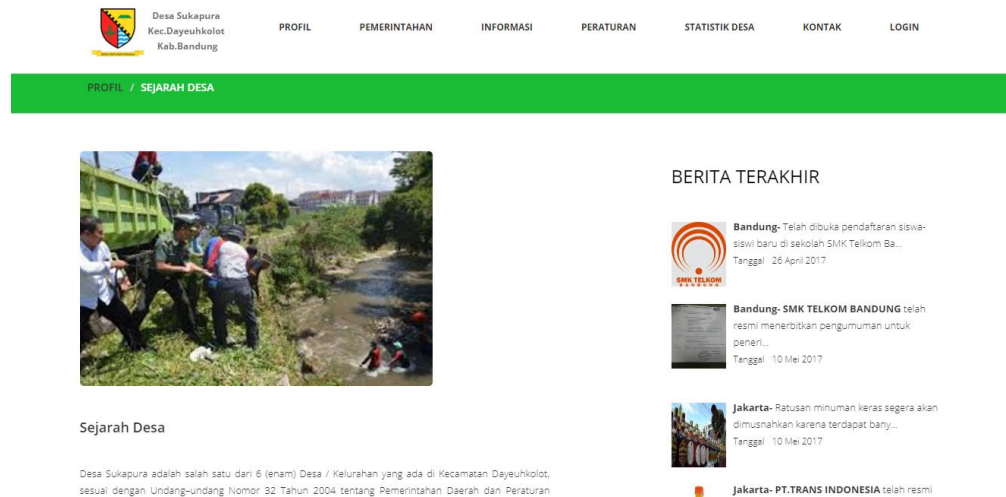 Desa Sukapura
Kec.Dayeuhkolot
Kab.Bandung
PROFIL
PEMERINTAHAN
INFORMASI
PERATURAN
STATISTIK DESA
KONTAK
LOGIN
PROFIL / SEJARAH DESA
Sejarah Desa
Desa Sukapura adalah salah satu dari 6 (enam) Desa / Kelurahan yang ada di Kecamatan Dayeuhkolot,
sesuai dengan Undang–undang Nomor 32 Tahun 2004 tentang Pemerintahan Daerah dan Peraturan
BERITA TERAKHIR
SMK TELKOM
BANDUNG
Bandung- Telah dibuka pendaftaran siswa-
siswi baru di sekolah SMK Telkom Ba...
Tanggal 26 April 2017
Bandung- SMK TELKOM BANDUNG telah
resmi menerbitkan pengumuman untuk
peneri...
Tanggal 10 Mei 2017
Jakarta- Ratusan minuman keras segera akan
dimusnahkan karena terdapat bany...
Tanggal 10 Mei 2017
Jakarta- PT.TRANS INDONESIA telah resmi